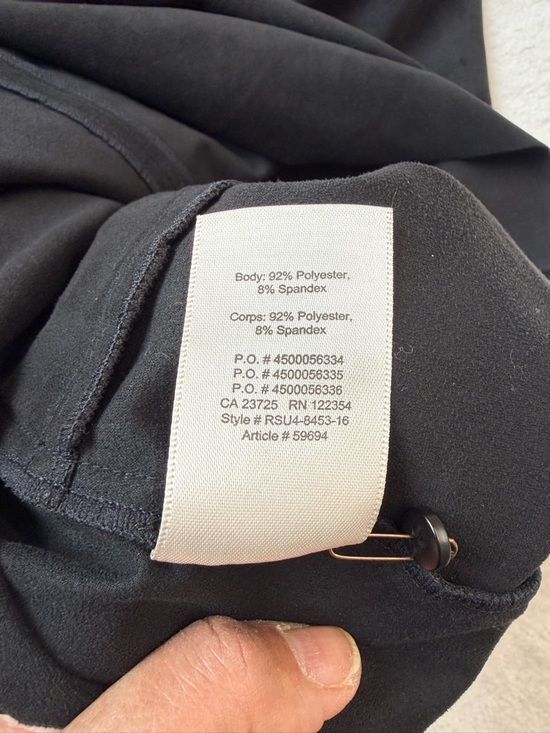 Body: 92% Polyester,
8% Spandex
Corps: 92% Polyester,
8% Spandex
P.O. # 4500056334
P.O. # 4500056335
P.O. # 4500056336
CA 23725 RN 122354
Style # RSU4-8453-16
Article # 59694